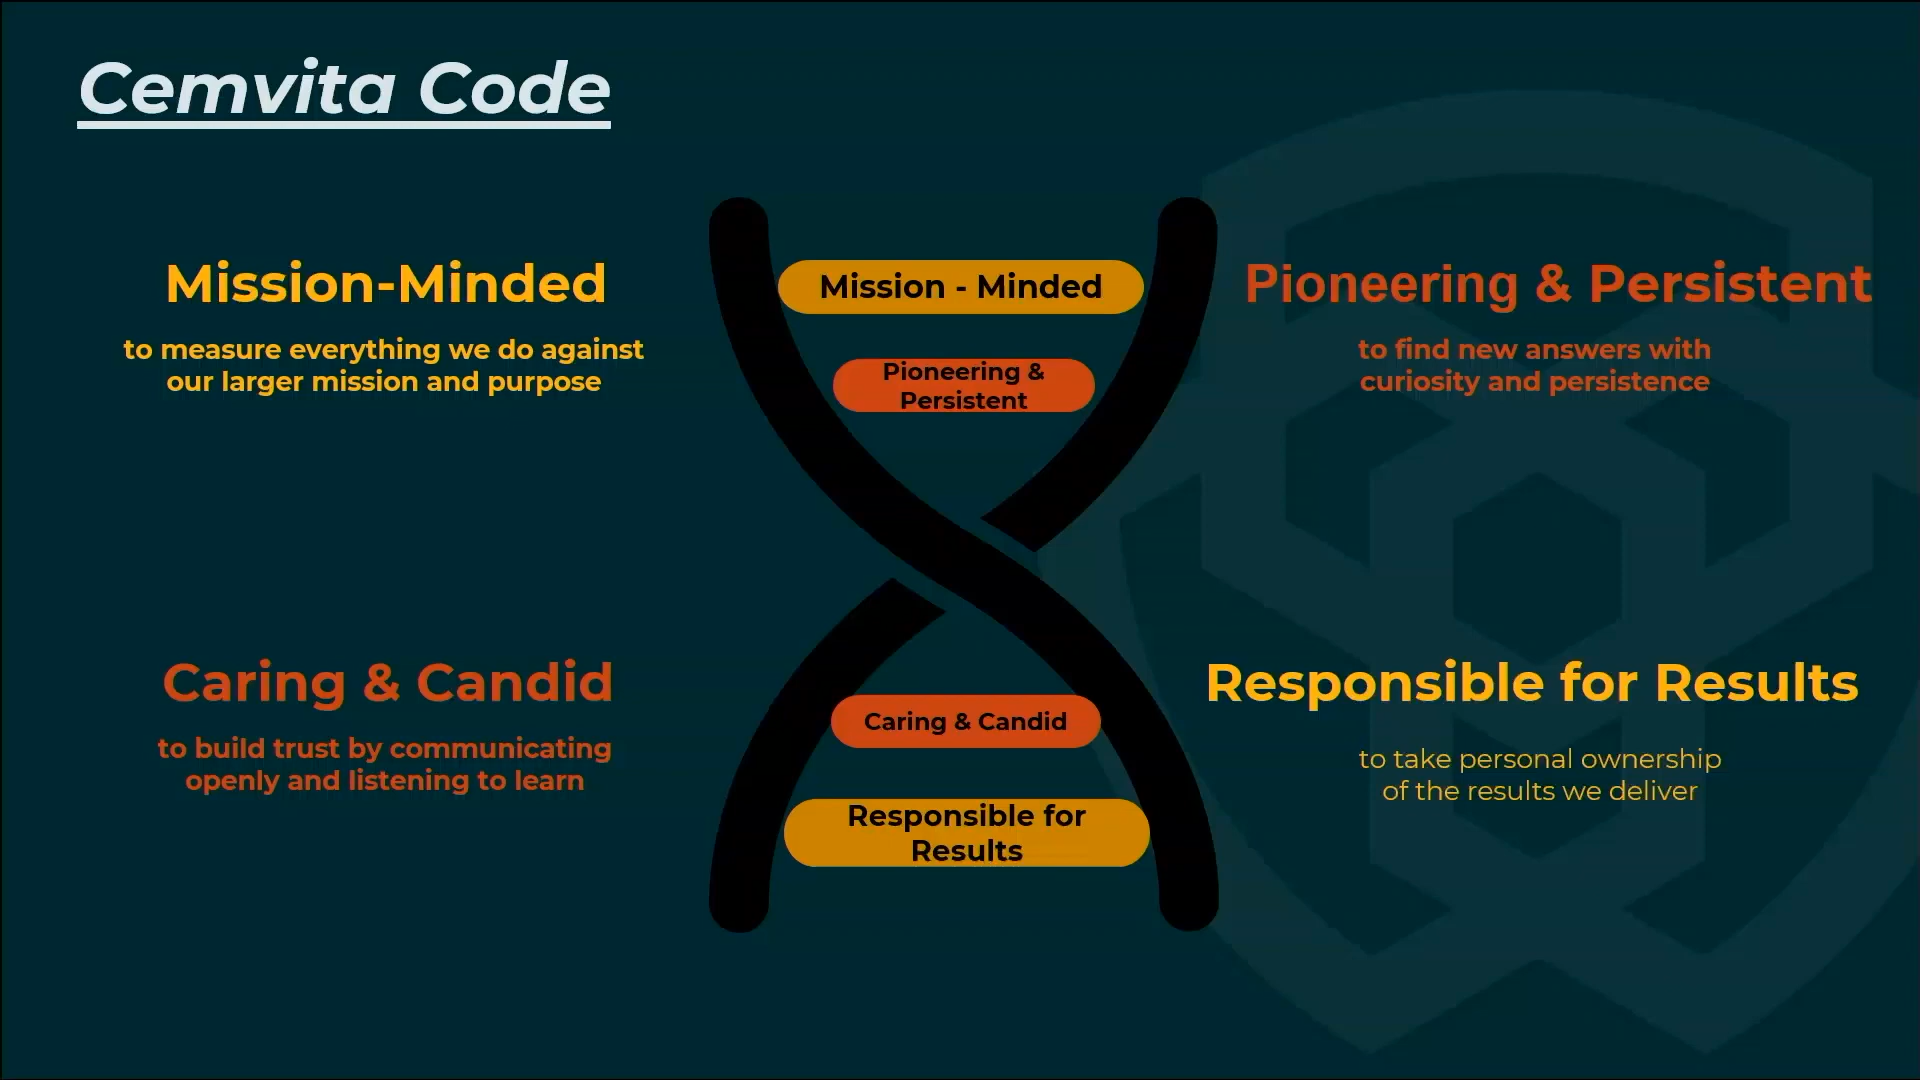 Cemvita Code
Mission-Minded
to measure everything we do against
our larger mission and purpose
Mission - Minded
Pioneering &
Persistent
Pioneering & Persistent
to find new answers with
curiosity and persistence
Caring & Candid
to build trust by communicating
openly and listening to learn
Caring & Candid
Responsible for
Results
Responsible for Results
to take personal ownership
of the results we deliver